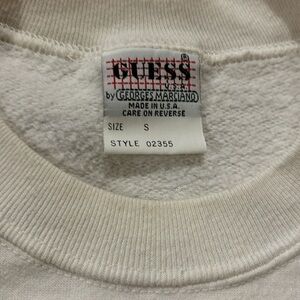 GUESS ®
U.S.A.
by GEORGES MARCIANO
MADE IN U.S.A.
CARE ON REVERSE
SIZE S
STYLE 02355